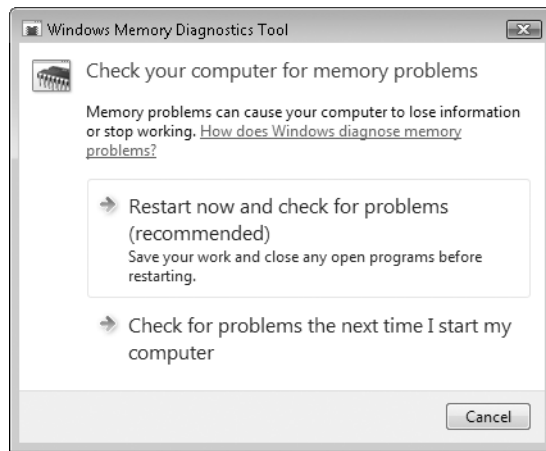 Windows Memory Diagnostics Tool
Check your computer for memory problems
Memory problems can cause your computer to lose information
or stop working. How does Windows diagnose memory
problems?
Restart now and check for problems
(recommended)
Save your work and close any open programs before
restarting.
Check for problems the next time I start my
computer
Cancel